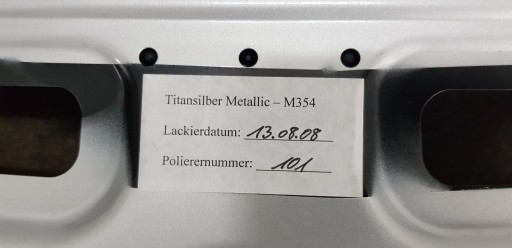 Titansilber Metallic – M354
Lackierdatum: 13.08.08
Polierernummer: 101